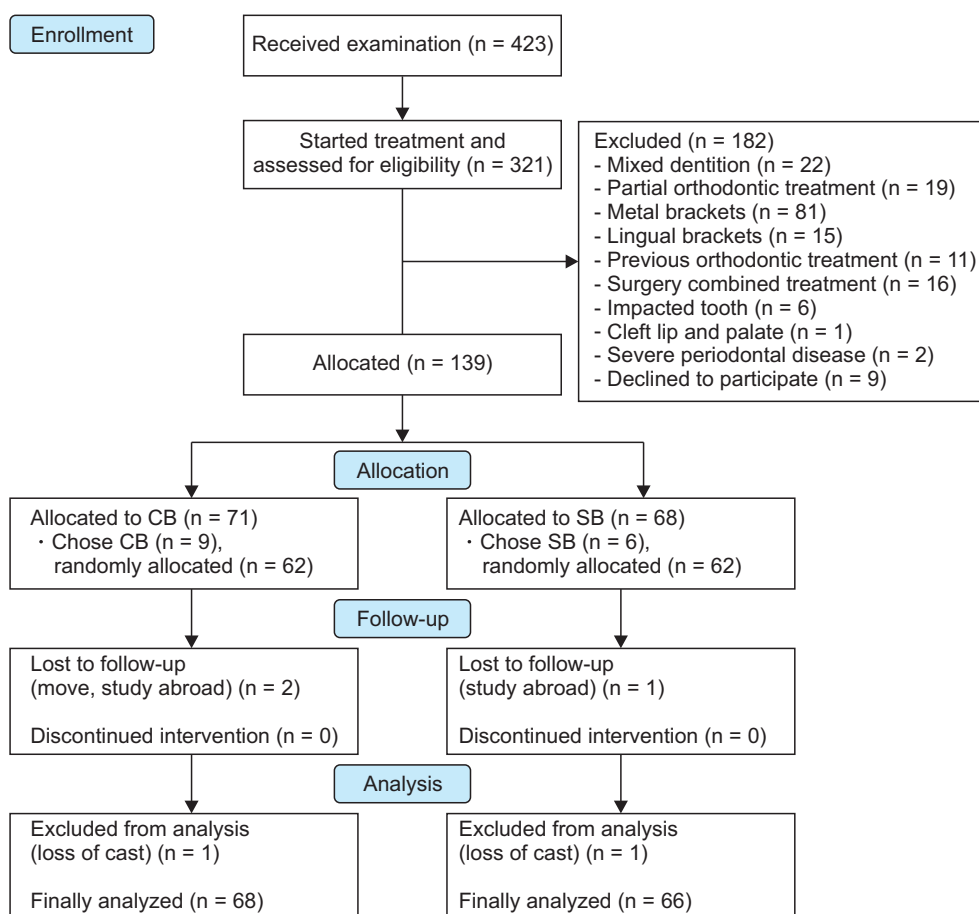 Enrollment
Received examination (n = 423)
Started treatment and
assessed for eligibility (n = 321)
Excluded (n = 182)
- Mixed dentition (n = 22)
- Partial orthodontic treatment (n = 19)
- Metal brackets (n = 81)
- Lingual brackets (n = 15)
- Previous orthodontic treatment (n = 11)
- Surgery combined treatment (n = 16)
- Impacted tooth (n = 6)
- Cleft lip and palate (n = 1)
- Severe periodontal disease (n = 2)
- Declined to participate (n = 9)
Allocated (n = 139)
Allocation
Allocated to CB (n = 71)
· Chose CB (n = 9),
randomly allocated (n = 62)
Allocated to SB (n = 68)
· Chose SB (n = 6),
randomly allocated (n = 62)
Follow-up
Lost to follow-up
(move, study abroad) (n = 2)
Discontinued intervention (n = 0)
Lost to follow-up
(study abroad) (n = 1)
Discontinued intervention (n = 0)
Analysis
Excluded from analysis
(loss of cast) (n = 1)
Finally analyzed (n = 68)
Excluded from analysis
(loss of cast) (n = 1)
Finally analyzed (n = 66)